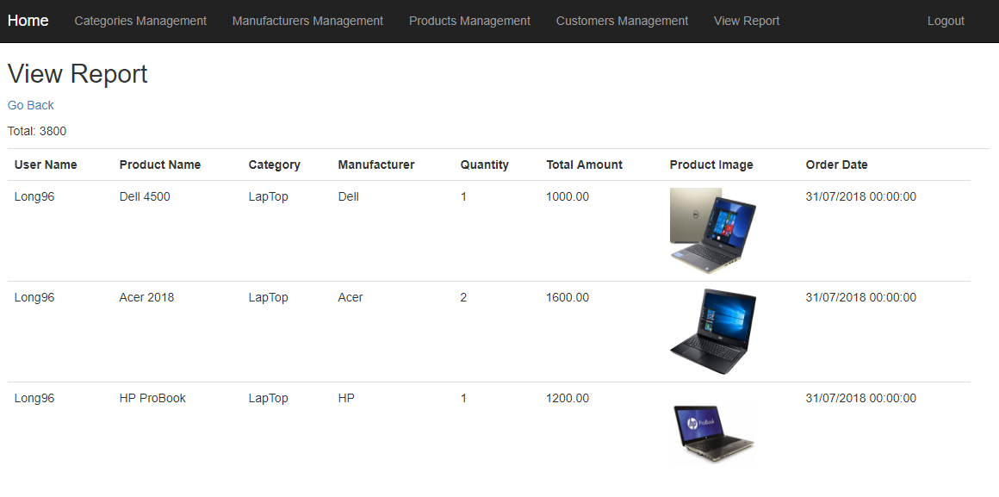 Home Categories Management Manufacturers Management Products Management Customers Management View Report Logout
View Report
Go Back
Total: 3800
User Name Product Name Category Manufacturer Quantity Total Amount Product Image Order Date
Long96 Dell 4500 LapTop Dell 1 1000.00 31/07/2018 00:00:00
Long96 Acer 2018 LapTop Acer 2 1600.00 31/07/2018 00:00:00
Long96 HP ProBook LapTop HP 1 1200.00 31/07/2018 00:00:00
hp ProBook